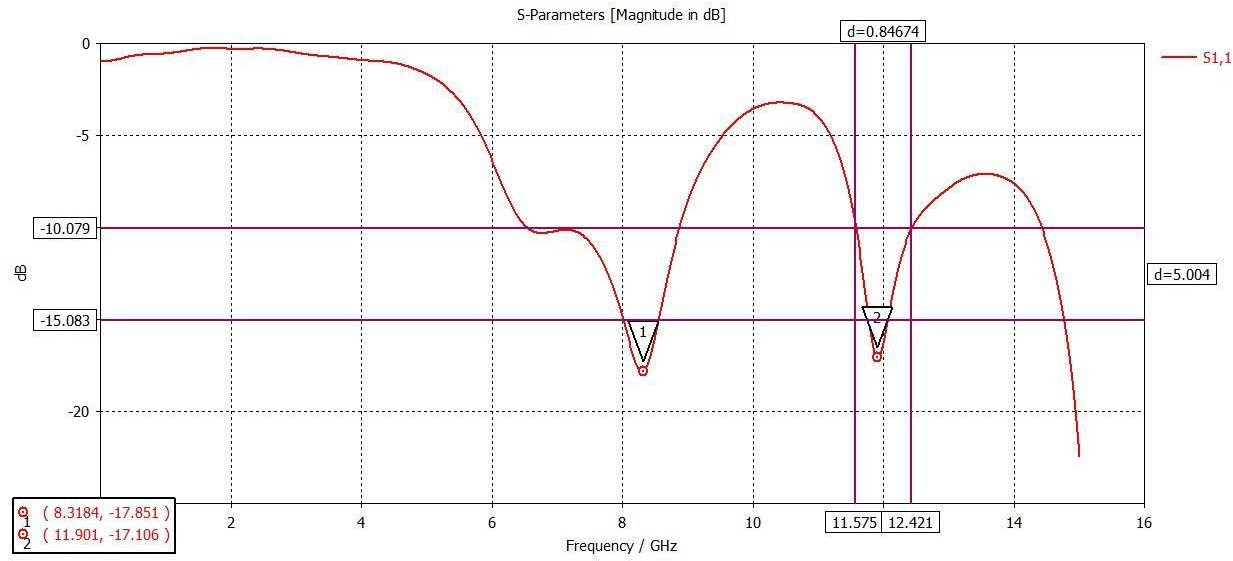 S-Parameters [Magnitude in dB]
d=0.84674
S1,1
0
-5
-10.079
-15.083
-20
dB
d=5.004
1
2
2
4
6
8
10
11.575
12.421
14
16
Frequency / GHz
1 ( 8.3184, -17.851 )
2 ( 11.901, -17.106 )